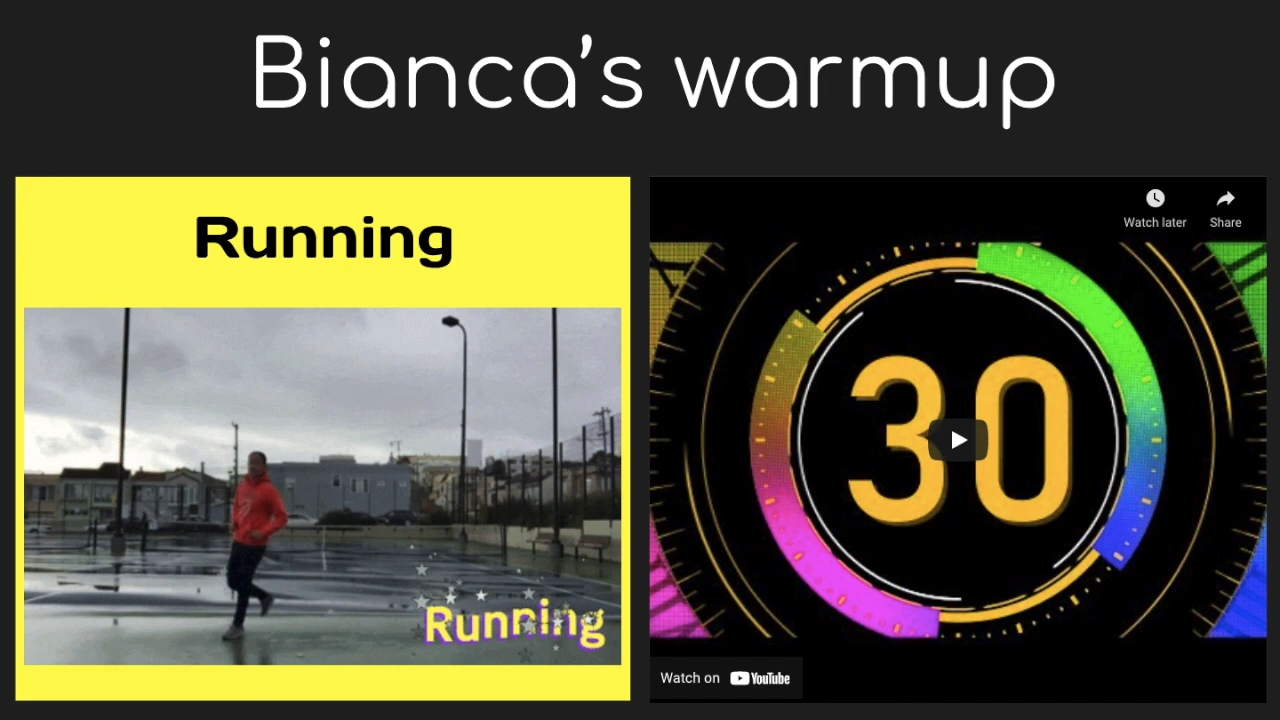 Bianca's warmup
Running
Running
Watch later
Share
30
Watch on YouTube